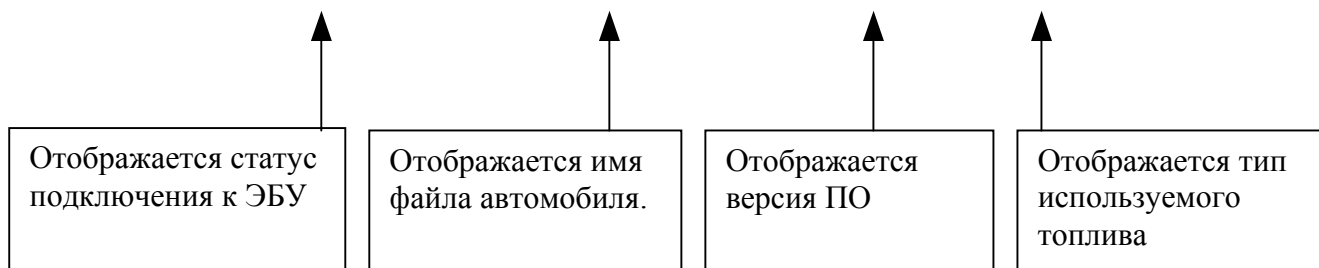 Отображается статус
подключения к ЭБУ
Отображается имя
файла автомобиля.
Отображается
версия ПО
Отображается тип
используемого
топлива